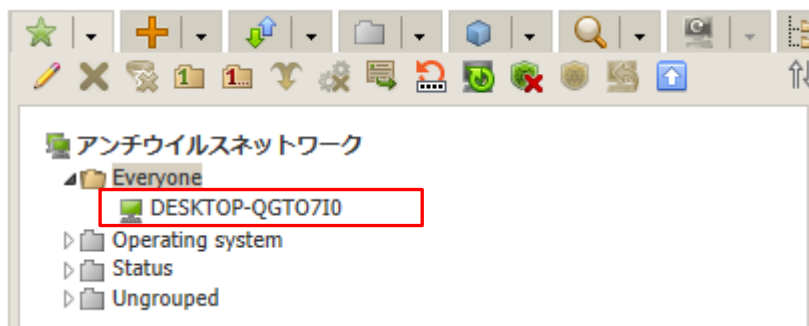 アンチウイルスネットワーク
Everyone
DESKTOP-QGTO7I0
Operating system
Status
Ungrouped